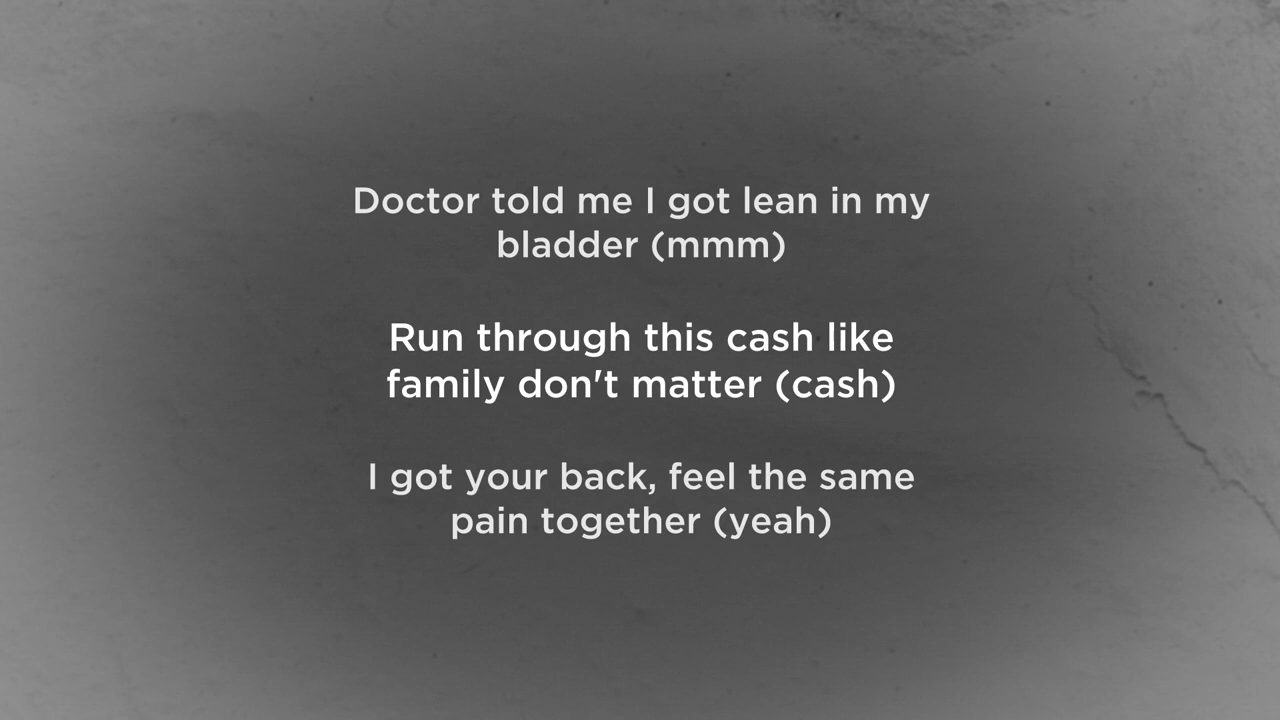 Doctor told me I got lean in my
bladder (mmm)
Run through this cash like
family don't matter (cash)
I got your back, feel the same
pain together (yeah)